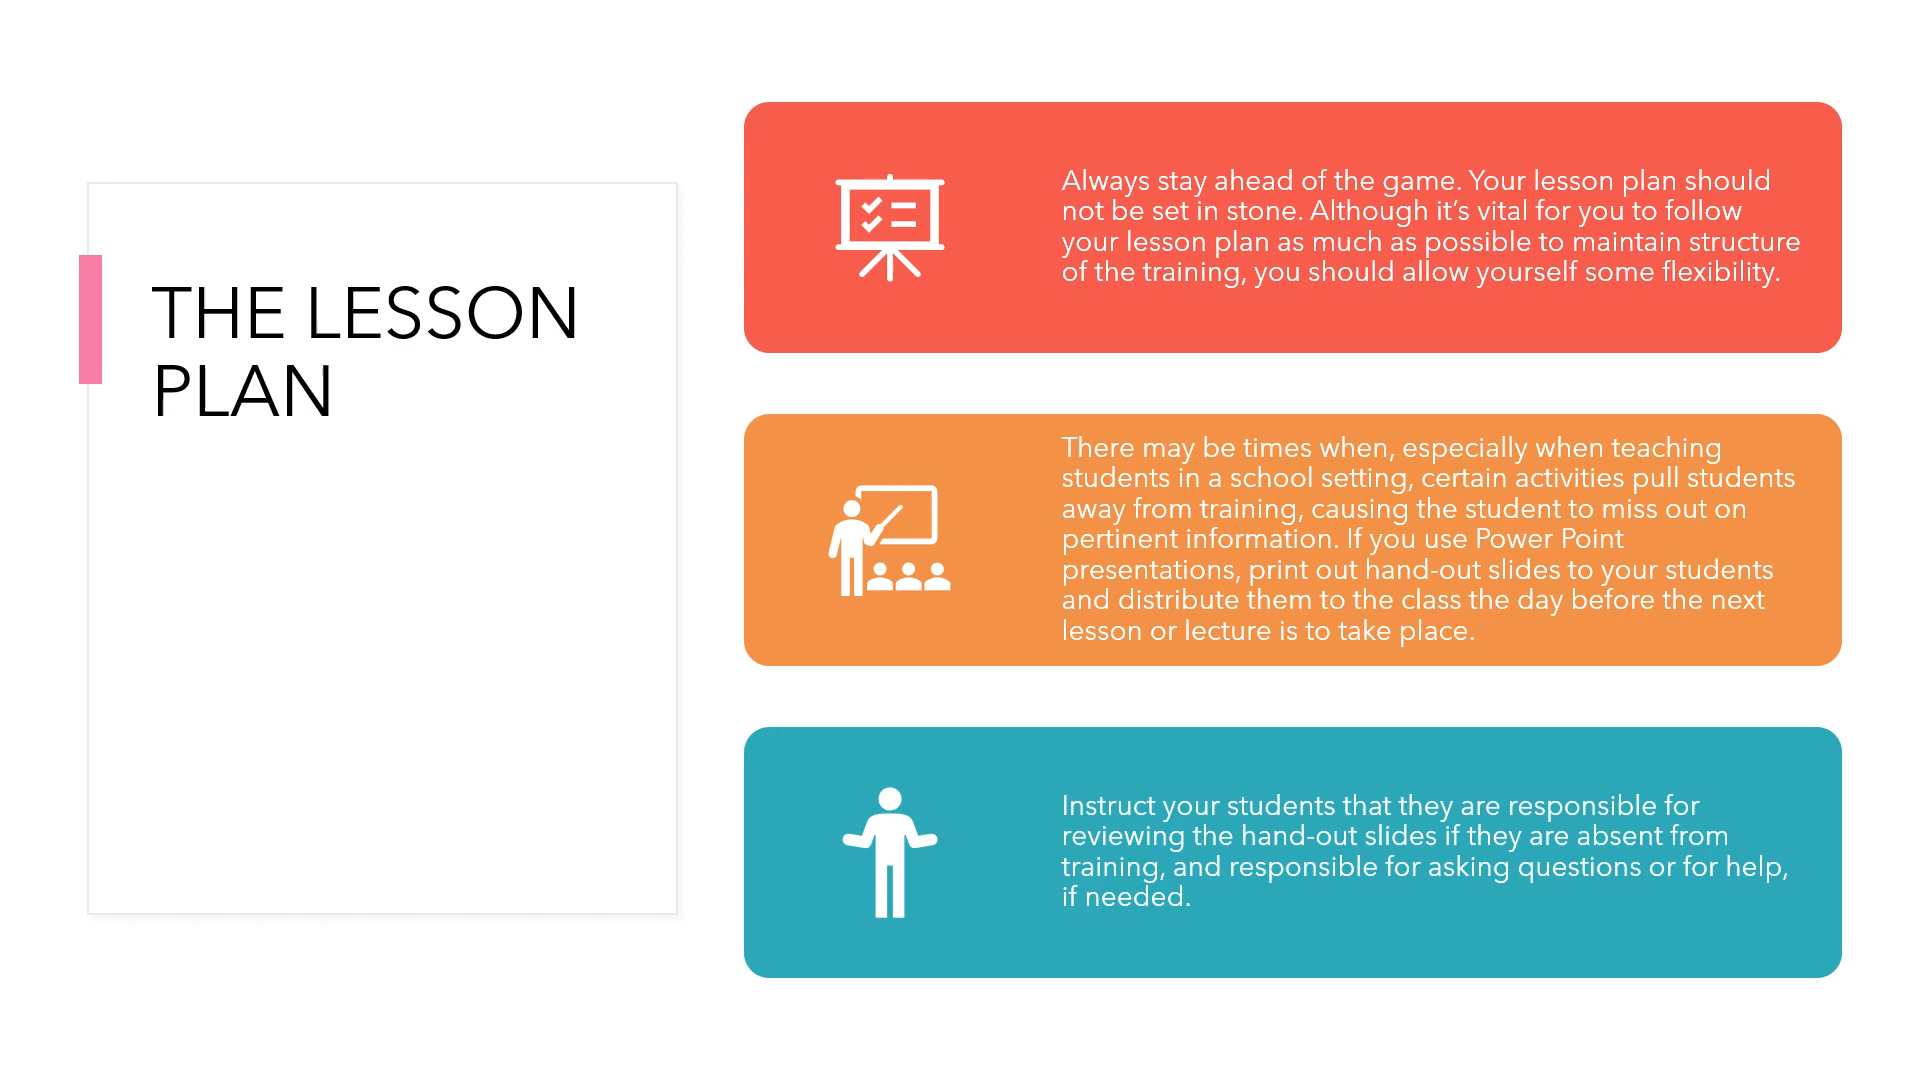 THE LESSON
PLAN
Always stay ahead of the game. Your lesson plan should
not be set in stone. Although it’s vital for you to follow
your lesson plan as much as possible to maintain structure
of the training, you should allow yourself some flexibility.
There may be times when, especially when teaching
students in a school setting, certain activities pull students
away from training, causing the student to miss out on
pertinent information. If you use Power Point
presentations, print out hand-out slides to your students
and distribute them to the class the day before the next
lesson or lecture is to take place.
Instruct your students that they are responsible for
reviewing the hand-out slides if they are absent from
training, and responsible for asking questions or for help,
if needed.